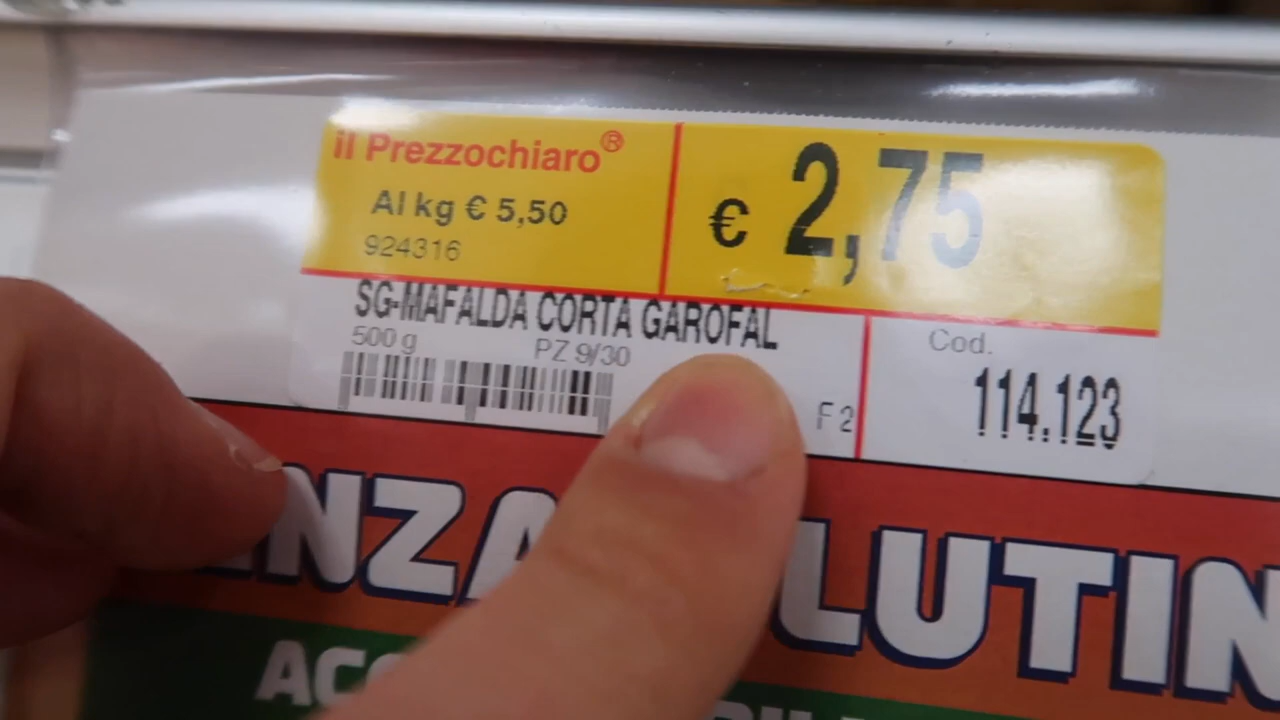 il Prezzochiaro®
Al kg € 5,50
924316
€ 2,75
SG-MAFALDA CORTA GAROFAL
500 g PZ 9/30
F 2
Cod.
114.123